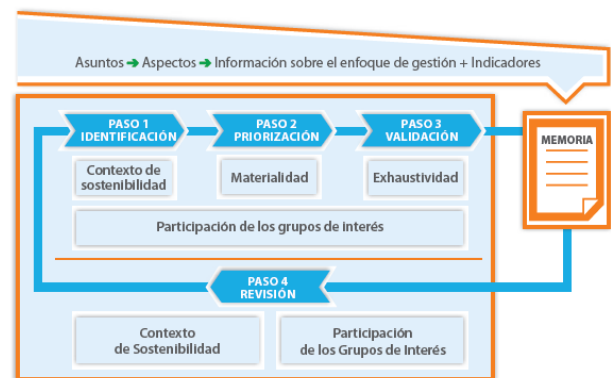 Asuntos ➔ Aspectos ➔ Información sobre el enfoque de gestión + Indicadores
PASO 1
IDENTIFICACIÓN
PASO 2
PRIORIZACIÓN
PASO 3
VALIDACIÓN
MEMORIA
Contexto de
sostenibilidad
Materialidad
Exhaustividad
Participación de los grupos de interés
PASO 4
REVISIÓN
Contexto
de Sostenibilidad
Participación
de los Grupos de Interés